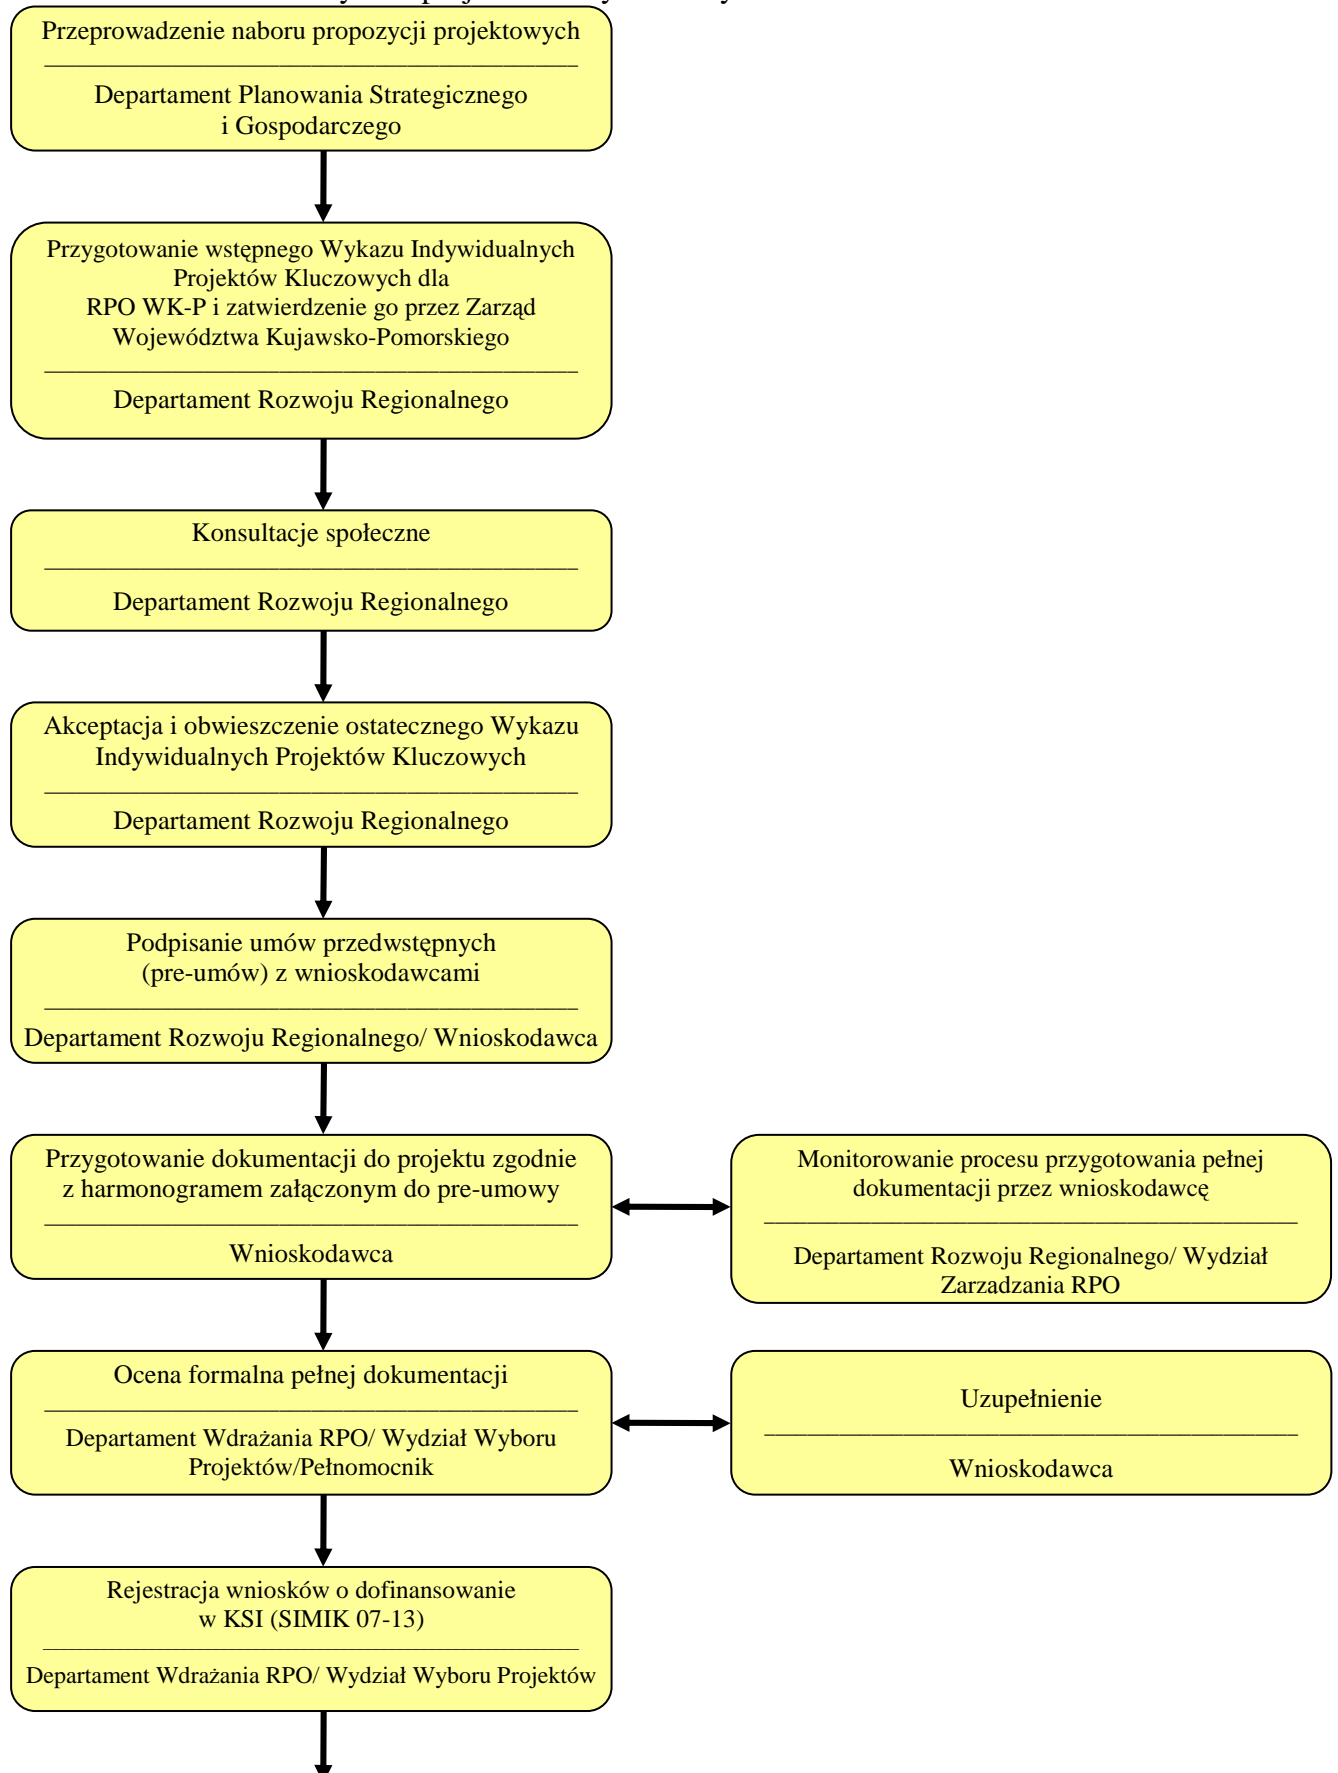 Przeprowadzenie naboru propozycji projektowych
Departament Planowania Strategicznego
i Gospodarczego
Przygotowanie wstępnego Wykazu Indywidualnych
Projektów Kluczowych dla
RPO WK-P i zatwierdzenie go przez Zarząd
Województwa Kujawsko-Pomorskiego
Departament Rozwoju Regionalnego
Konsultacje społeczne
Departament Rozwoju Regionalnego
Akceptacja i obwieszczenie ostatecznego Wykazu
Indywidualnych Projektów Kluczowych
Departament Rozwoju Regionalnego
Podpisanie umów przedwstępnych
(pre-umów) z wnioskodawcami
Departament Rozwoju Regionalnego/ Wnioskodawca
Przygotowanie dokumentacji do projektu zgodnie
z harmonogramem załączonym do pre-umowy
Wnioskodawca
Monitorowanie procesu przygotowania pełnej
dokumentacji przez wnioskodawcę
Departament Rozwoju Regionalnego/ Wydział
Zarzadzania RPO
Ocena formalna pełnej dokumentacji
Departament Wdrażania RPO/ Wydział Wyboru
Projektów/Pełnomocnik
Uzupełnienie
Wnioskodawca
Rejestracja wniosków o dofinansowanie
w KSI (SIMIK 07-13)
Departament Wdrażania RPO/ Wydział Wyboru Projektów